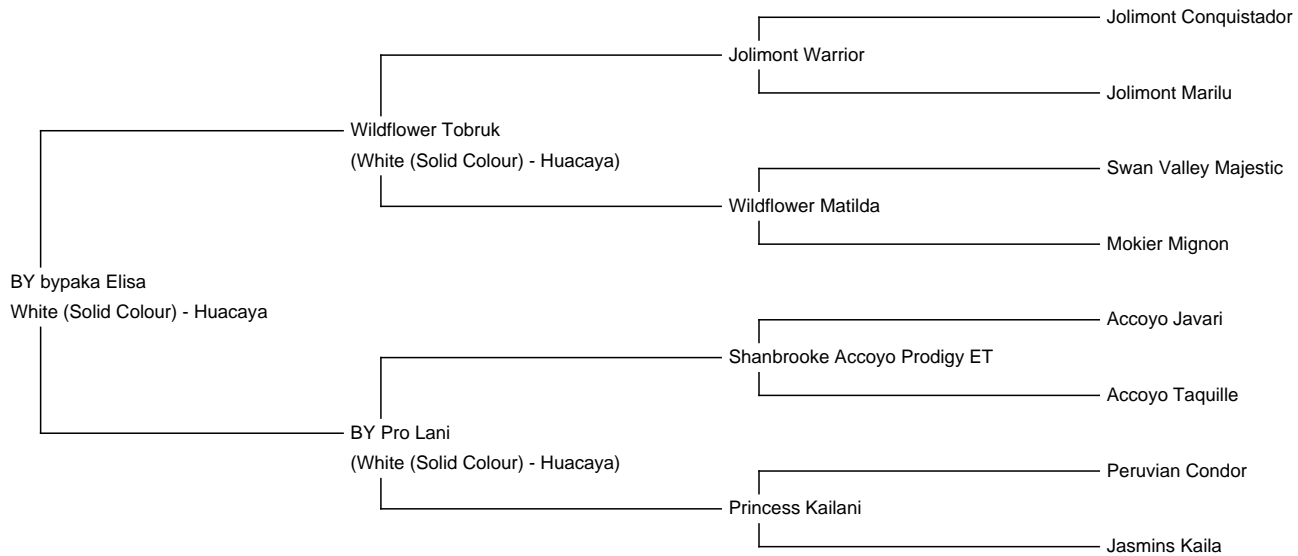 Jolimont Conquistador
Jolimont Warrior
Jolimont Marilu
Wildflower Tobruk
(White (Solid Colour) - Huacaya)
Swan Valley Majestic
Wildflower Matilda
Mokier Mignon
BY bypaka Elisa
White (Solid Colour) - Huacaya
Accoyo Javari
Shanbrooke Accoyo Prodigy ET
Accoyo Taquille
BY Pro Lani
(White (Solid Colour) - Huacaya)
Peruvian Condor
Princess Kailani
Jasmins Kaila